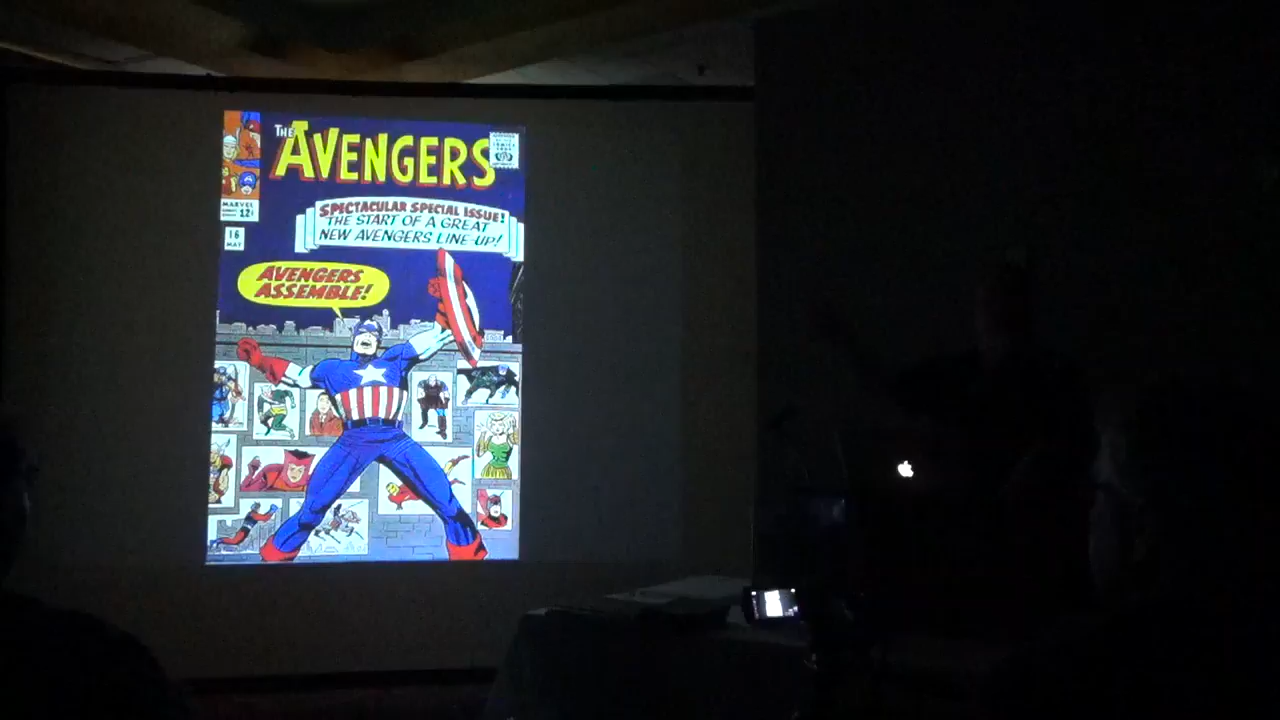 THE
AVENGERS
MARVEL
12¢
16
MAY
SPECTACULAR SPECIAL ISSUE!
THE START OF A GREAT
NEW AVENGERS LINE-UP!
AVENGERS
ASSEMBLE!